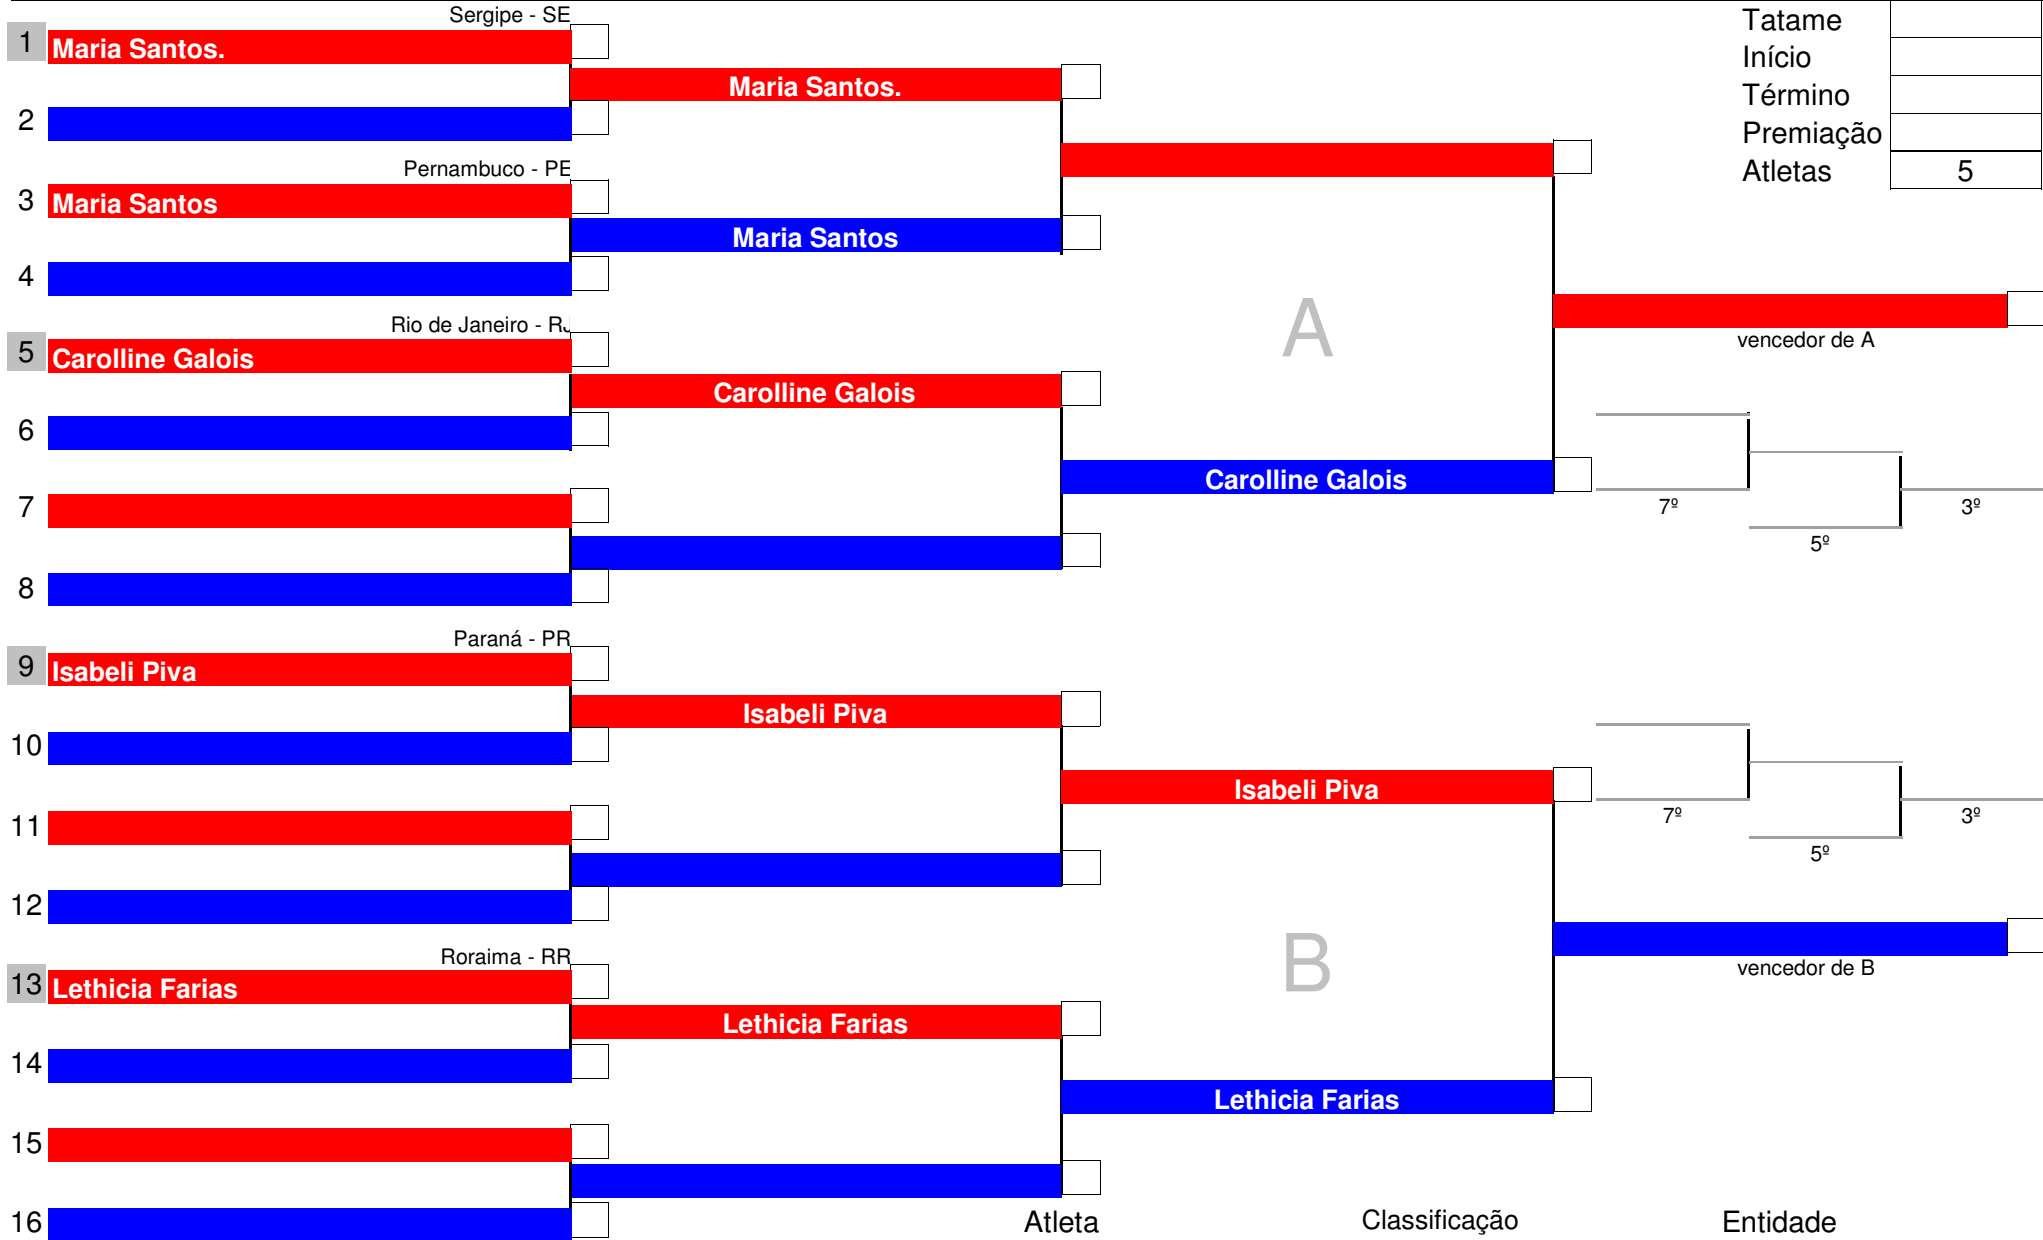 Sergipe - SE
Tatame
1 Maria Santos.
Início
Maria Santos.
Término
2
Premiação
Pernambuco - PE
Atletas 5
3 Maria Santos
Maria Santos
4
A
Rio de Janeiro - RJ
vencedor de A
5 Carolline Galois
Carolline Galois
6
Carolline Galois
7
7º
3º
5º
8
Paraná - PR
9 Isabeli Piva
Isabeli Piva
10
Isabeli Piva
11
7º
3º
5º
12
B
Roraima - RR
vencedor de B
13 Lethicia Farias
Lethicia Farias
14
Lethicia Farias
15
16
Atleta Classificação Entidade